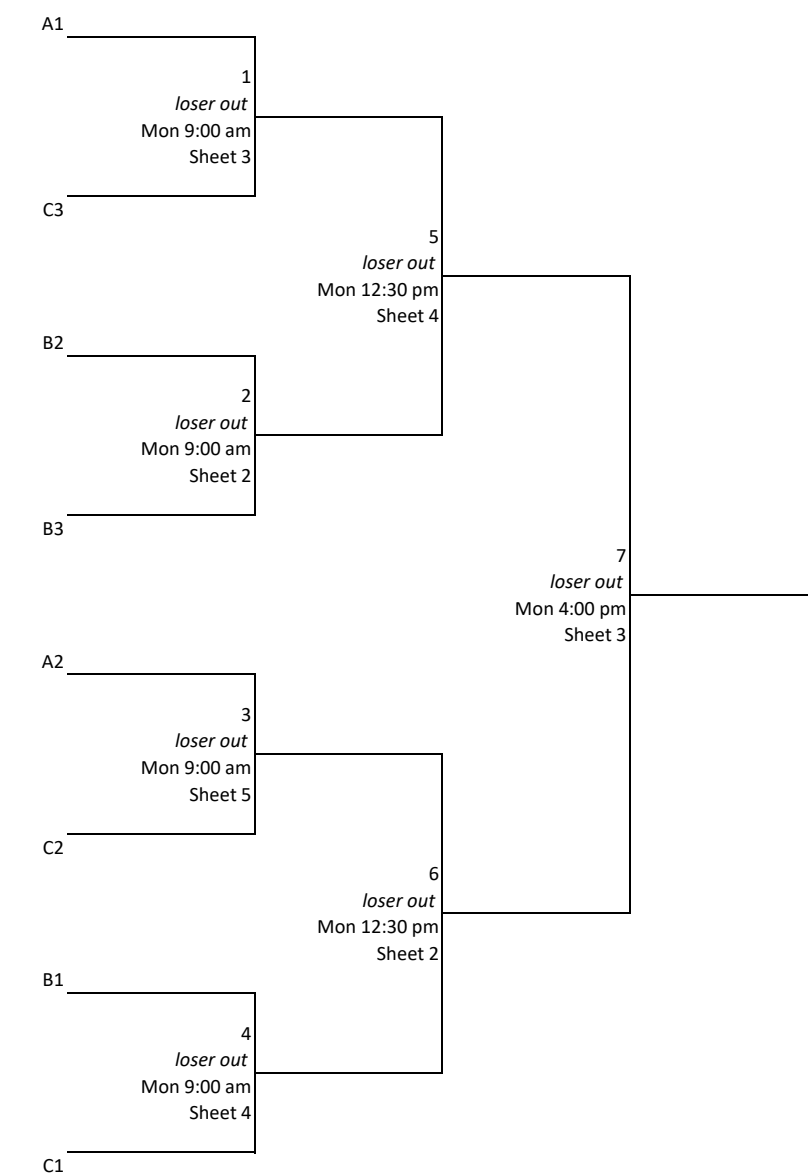 A1
1
loser out
Mon 9:00 am
Sheet 3
C3
5
loser out
Mon 12:30 pm
Sheet 4
B2
2
loser out
Mon 9:00 am
Sheet 2
B3
7
loser out
Mon 4:00 pm
Sheet 3
A2
3
loser out
Mon 9:00 am
Sheet 5
C2
6
loser out
Mon 12:30 pm
Sheet 2
B1
4
loser out
Mon 9:00 am
Sheet 4
C1